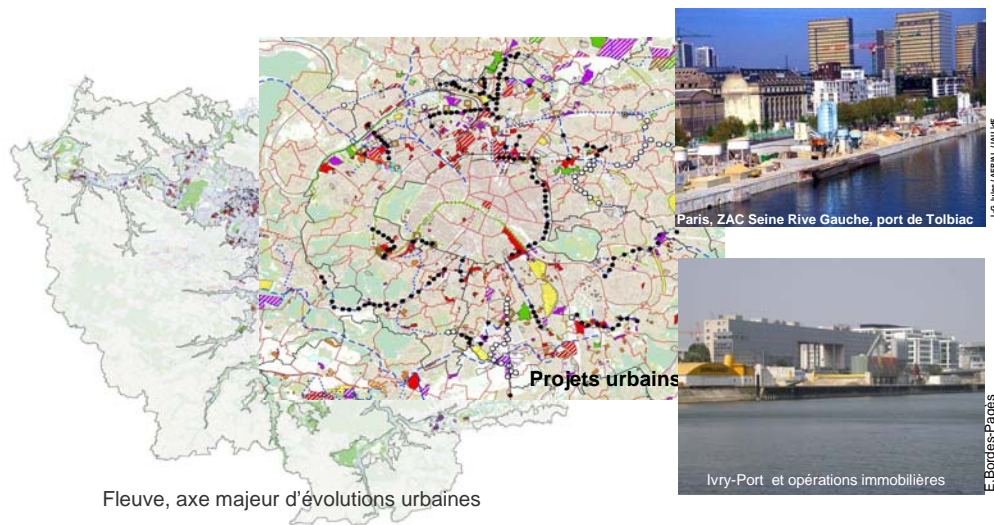 Paris, ZAC Seine Rive Gauche, port de Tolbiac
Projets urbains
Ivry-Port et opérations immobilières
E.Bordes-Pagès
Fleuve, axe majeur d'évolutions urbaines